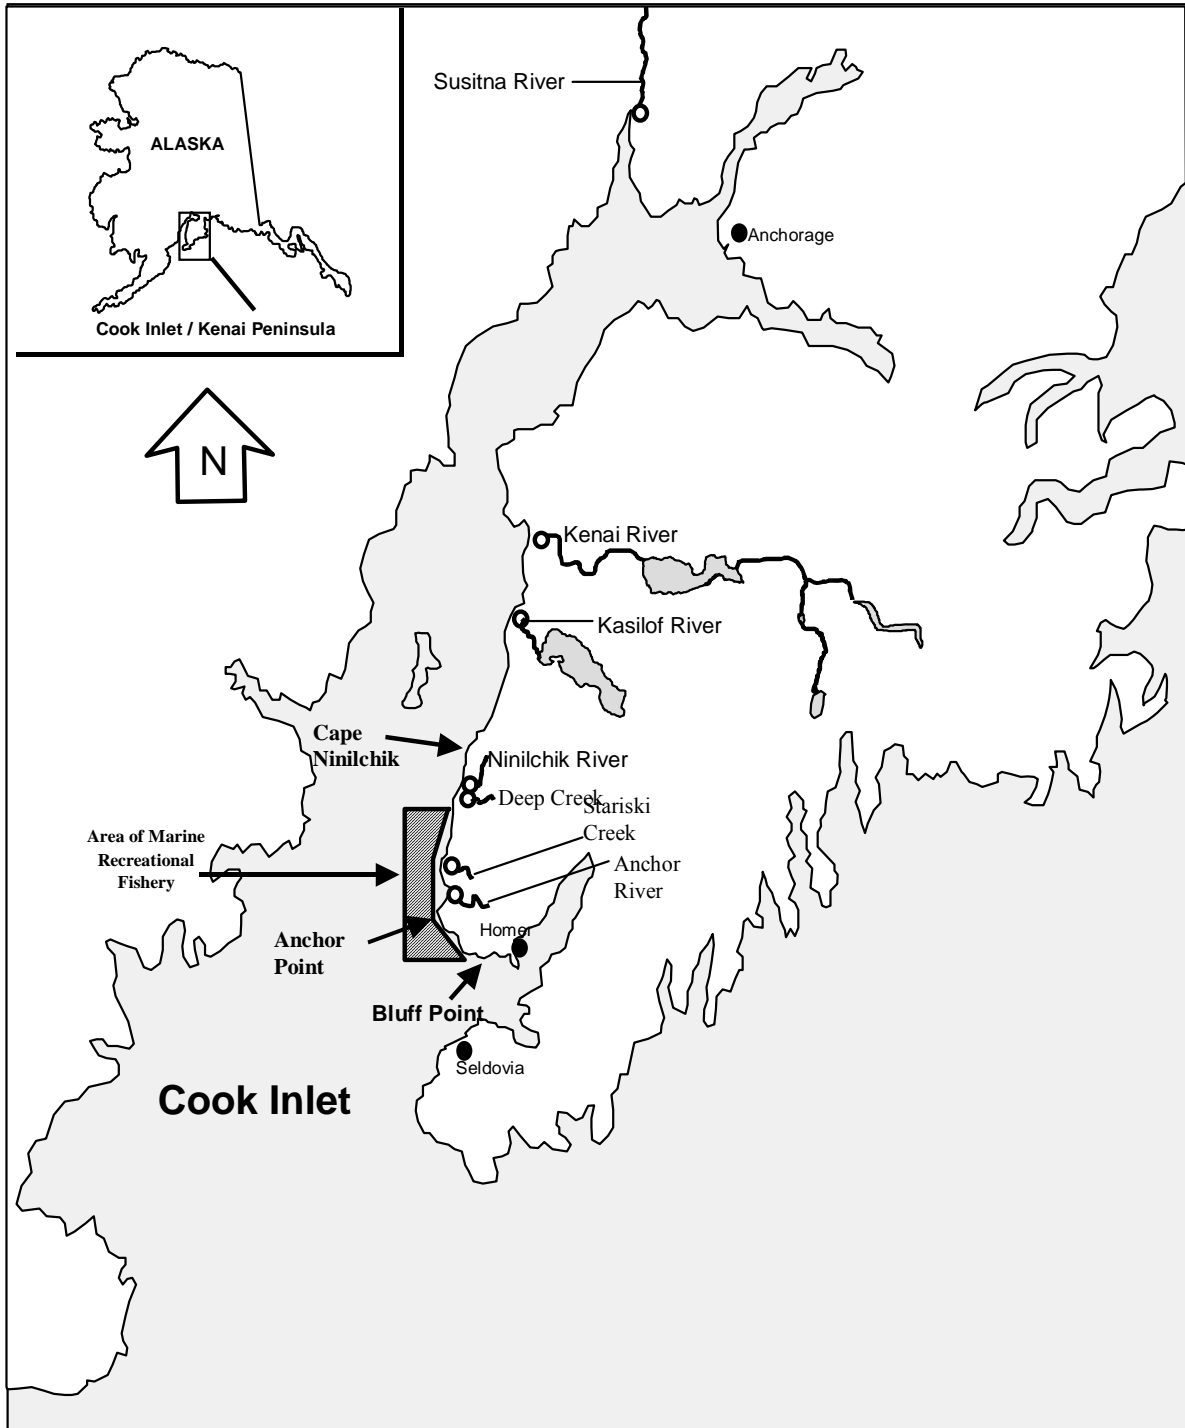 Susitna River
ALASKA
Anchorage
Cook Inlet / Kenai Peninsula
N
Kenai River
Kasilof River
Cape
Ninilchik
Ninilchik River
Deep Creek
Stariski
Creek
Area of Marine
Recreational
Fishery
Anchor
River
Homer
Anchor
Point
Bluff Point
Seldovia
Cook Inlet